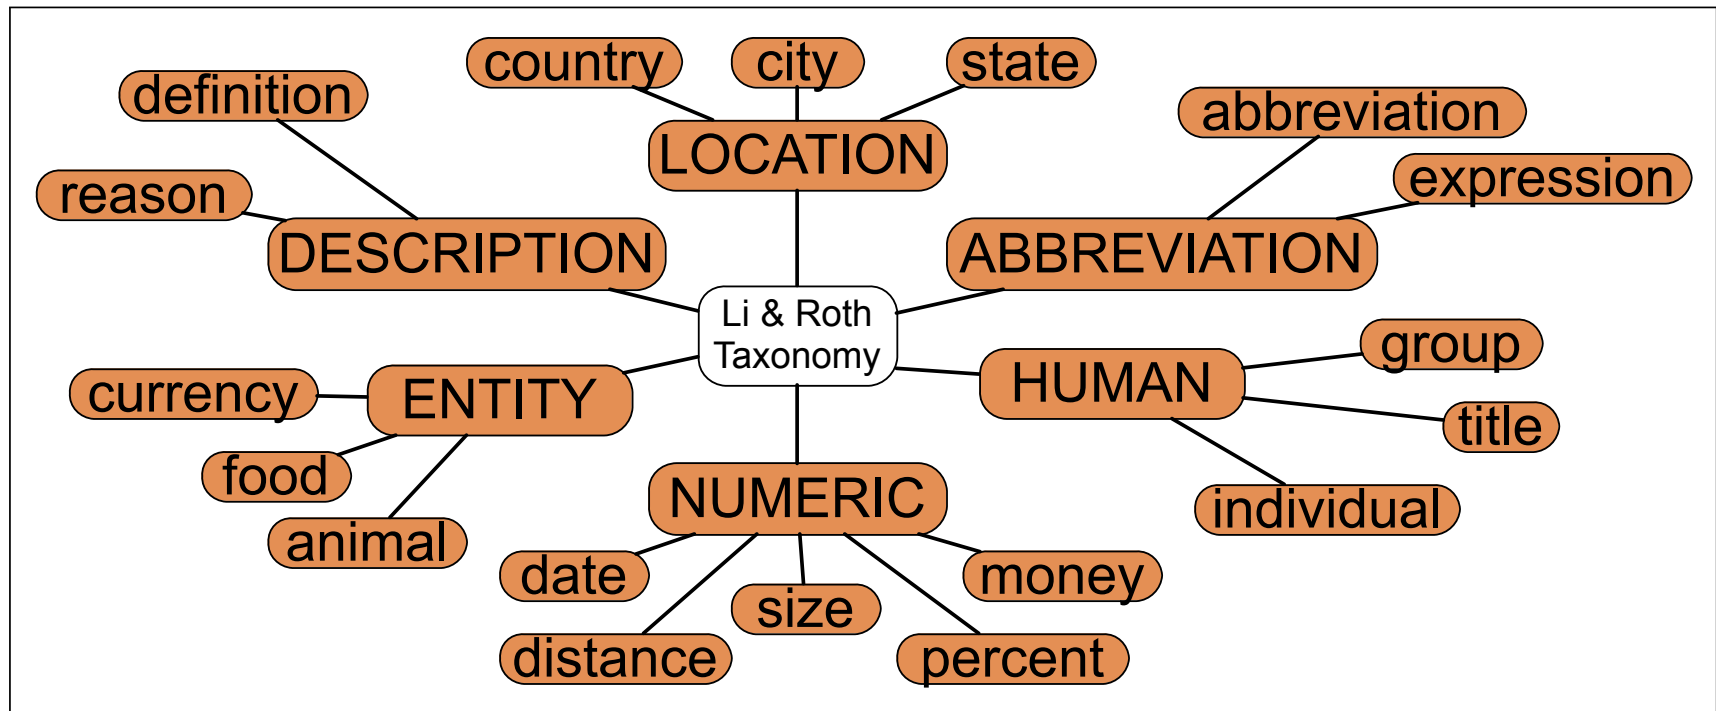 country
city
state
definition
abbreviation
LOCATION
expression
reason
DESCRIPTION
ABBREVIATION
Li & Roth
Taxonomy
group
currency
ENTITY
HUMAN
title
food
NUMERIC
individual
animal
date
money
size
distance
percent